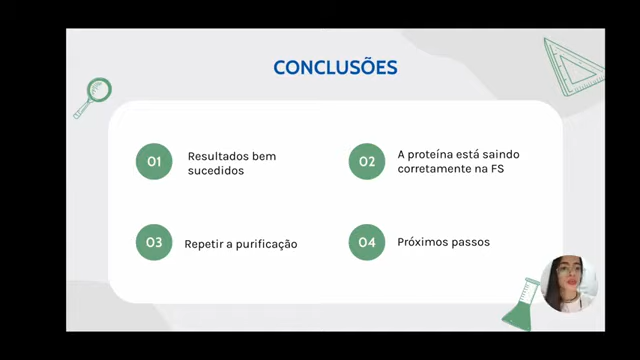 CONCLUSÕES
01
Resultados bem
sucedidos
02
A proteína está saindo
corretamente na FS
03
Repetir a purificação
04
Próximos passos